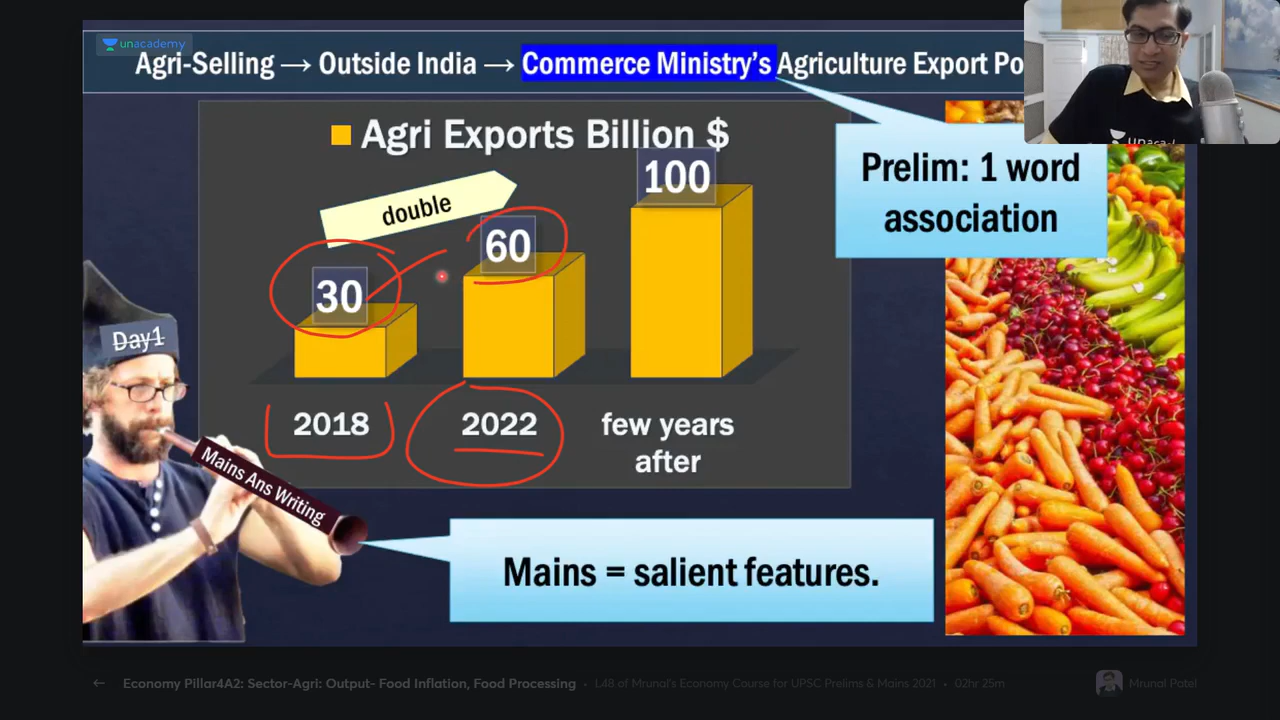 unacademy
Agri-Selling → Outside India → Commerce Ministry's Agriculture Export Po
Agri Exports Billion $
double
30
60
100
2018
2022
few years
after
Prelim: 1 word
association
Day1
Mains Ans Writing
Mains = salient features.
Economy Pillar4A2: Sector-Agri: Output- Food Inflation, Food Processing • L48 of Mrunal's Economy Course for UPSC Prelims & Mains 2021 • 02hr 25m
Mrunal Patel